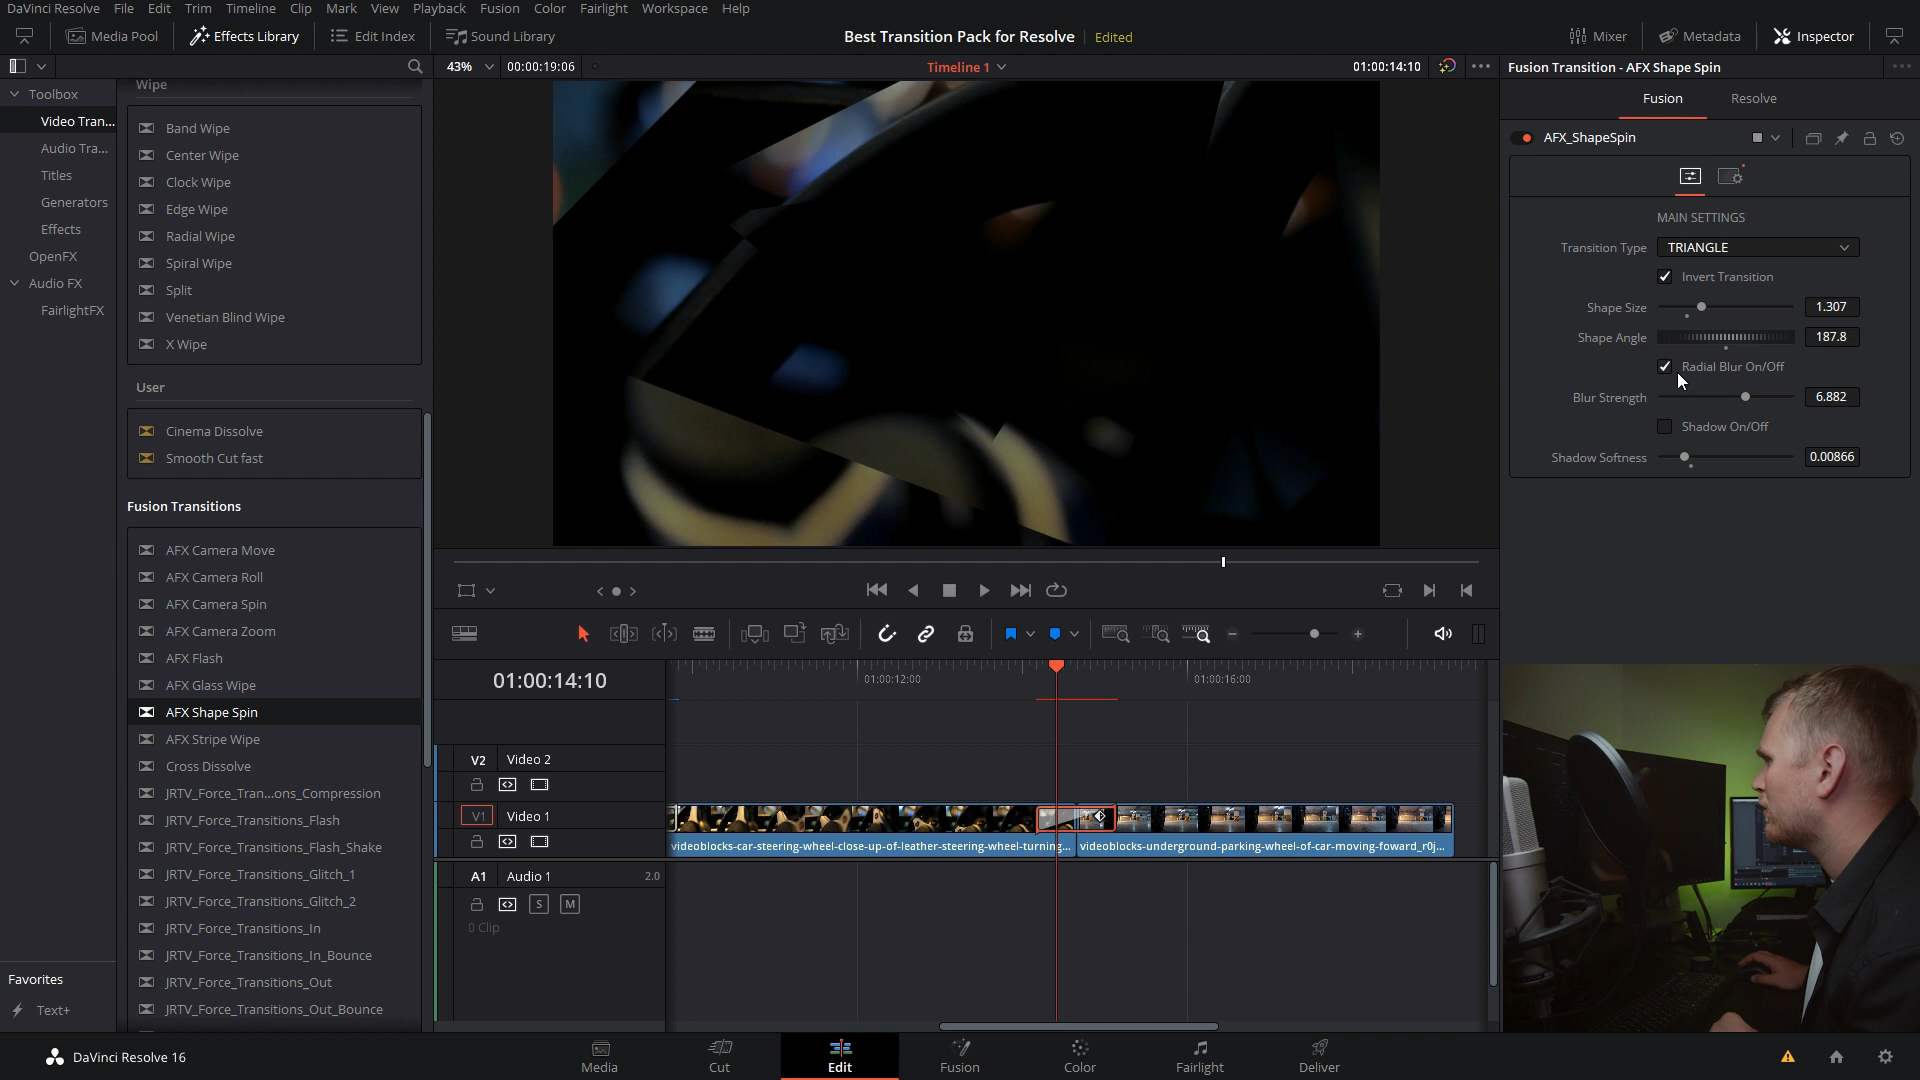 DaVinci Resolve File Edit Trim Timeline Clip Mark View Playback Fusion Color Fairlight Workspace Help
Media Pool Effects Library Edit Index Sound Library Best Transition Pack for Resolve Edited Mixer Metadata Inspector
43% 00:00:19:06 Timeline 1 01:00:14:10 Fusion Transition - AFX Shape Spin
Toolbox
Video Tran...
Audio Tra...
Titles
Generators
Effects
OpenFX
Audio FX
FairlightFX
Favorites
Text+
Wipe
Band Wipe
Center Wipe
Clock Wipe
Edge Wipe
Radial Wipe
Spiral Wipe
Split
Venetian Blind Wipe
X Wipe
User
Cinema Dissolve
Smooth Cut fast
Fusion Transitions
AFX Camera Move
AFX Camera Roll
AFX Camera Spin
AFX Camera Zoom
AFX Flash
AFX Glass Wipe
AFX Shape Spin
AFX Stripe Wipe
Cross Dissolve
JRTV_Force_Tran...ons_Compression
JRTV_Force_Transitions_Flash
JRTV_Force_Transitions_Flash_Shake
JRTV_Force_Transitions_Glitch_1
JRTV_Force_Transitions_Glitch_2
JRTV_Force_Transitions_In
JRTV_Force_Transitions_In_Bounce
JRTV_Force_Transitions_Out
JRTV_Force_Transitions_Out_Bounce
Fusion Resolve
AFX_ShapeSpin
MAIN SETTINGS
Transition Type TRIANGLE
Invert Transition
Shape Size 1.307
Shape Angle 187.8
Radial Blur On/Off
Blur Strength 6.882
Shadow On/Off
Shadow Softness 0.00866
01:00:14:10 01:00:12:00 01:00:16:00
V2 Video 2
V1 Video 1
videoblocks-car-steering-wheel-close-up-of-leather-steering-wheel-turning... videoblocks-underground-parking-wheel-of-car-moving-foward_r0j...
A1 Audio 1 2.0
S M
0 Clip
DaVinci Resolve 16 Media Cut Edit Fusion Color Fairlight Deliver